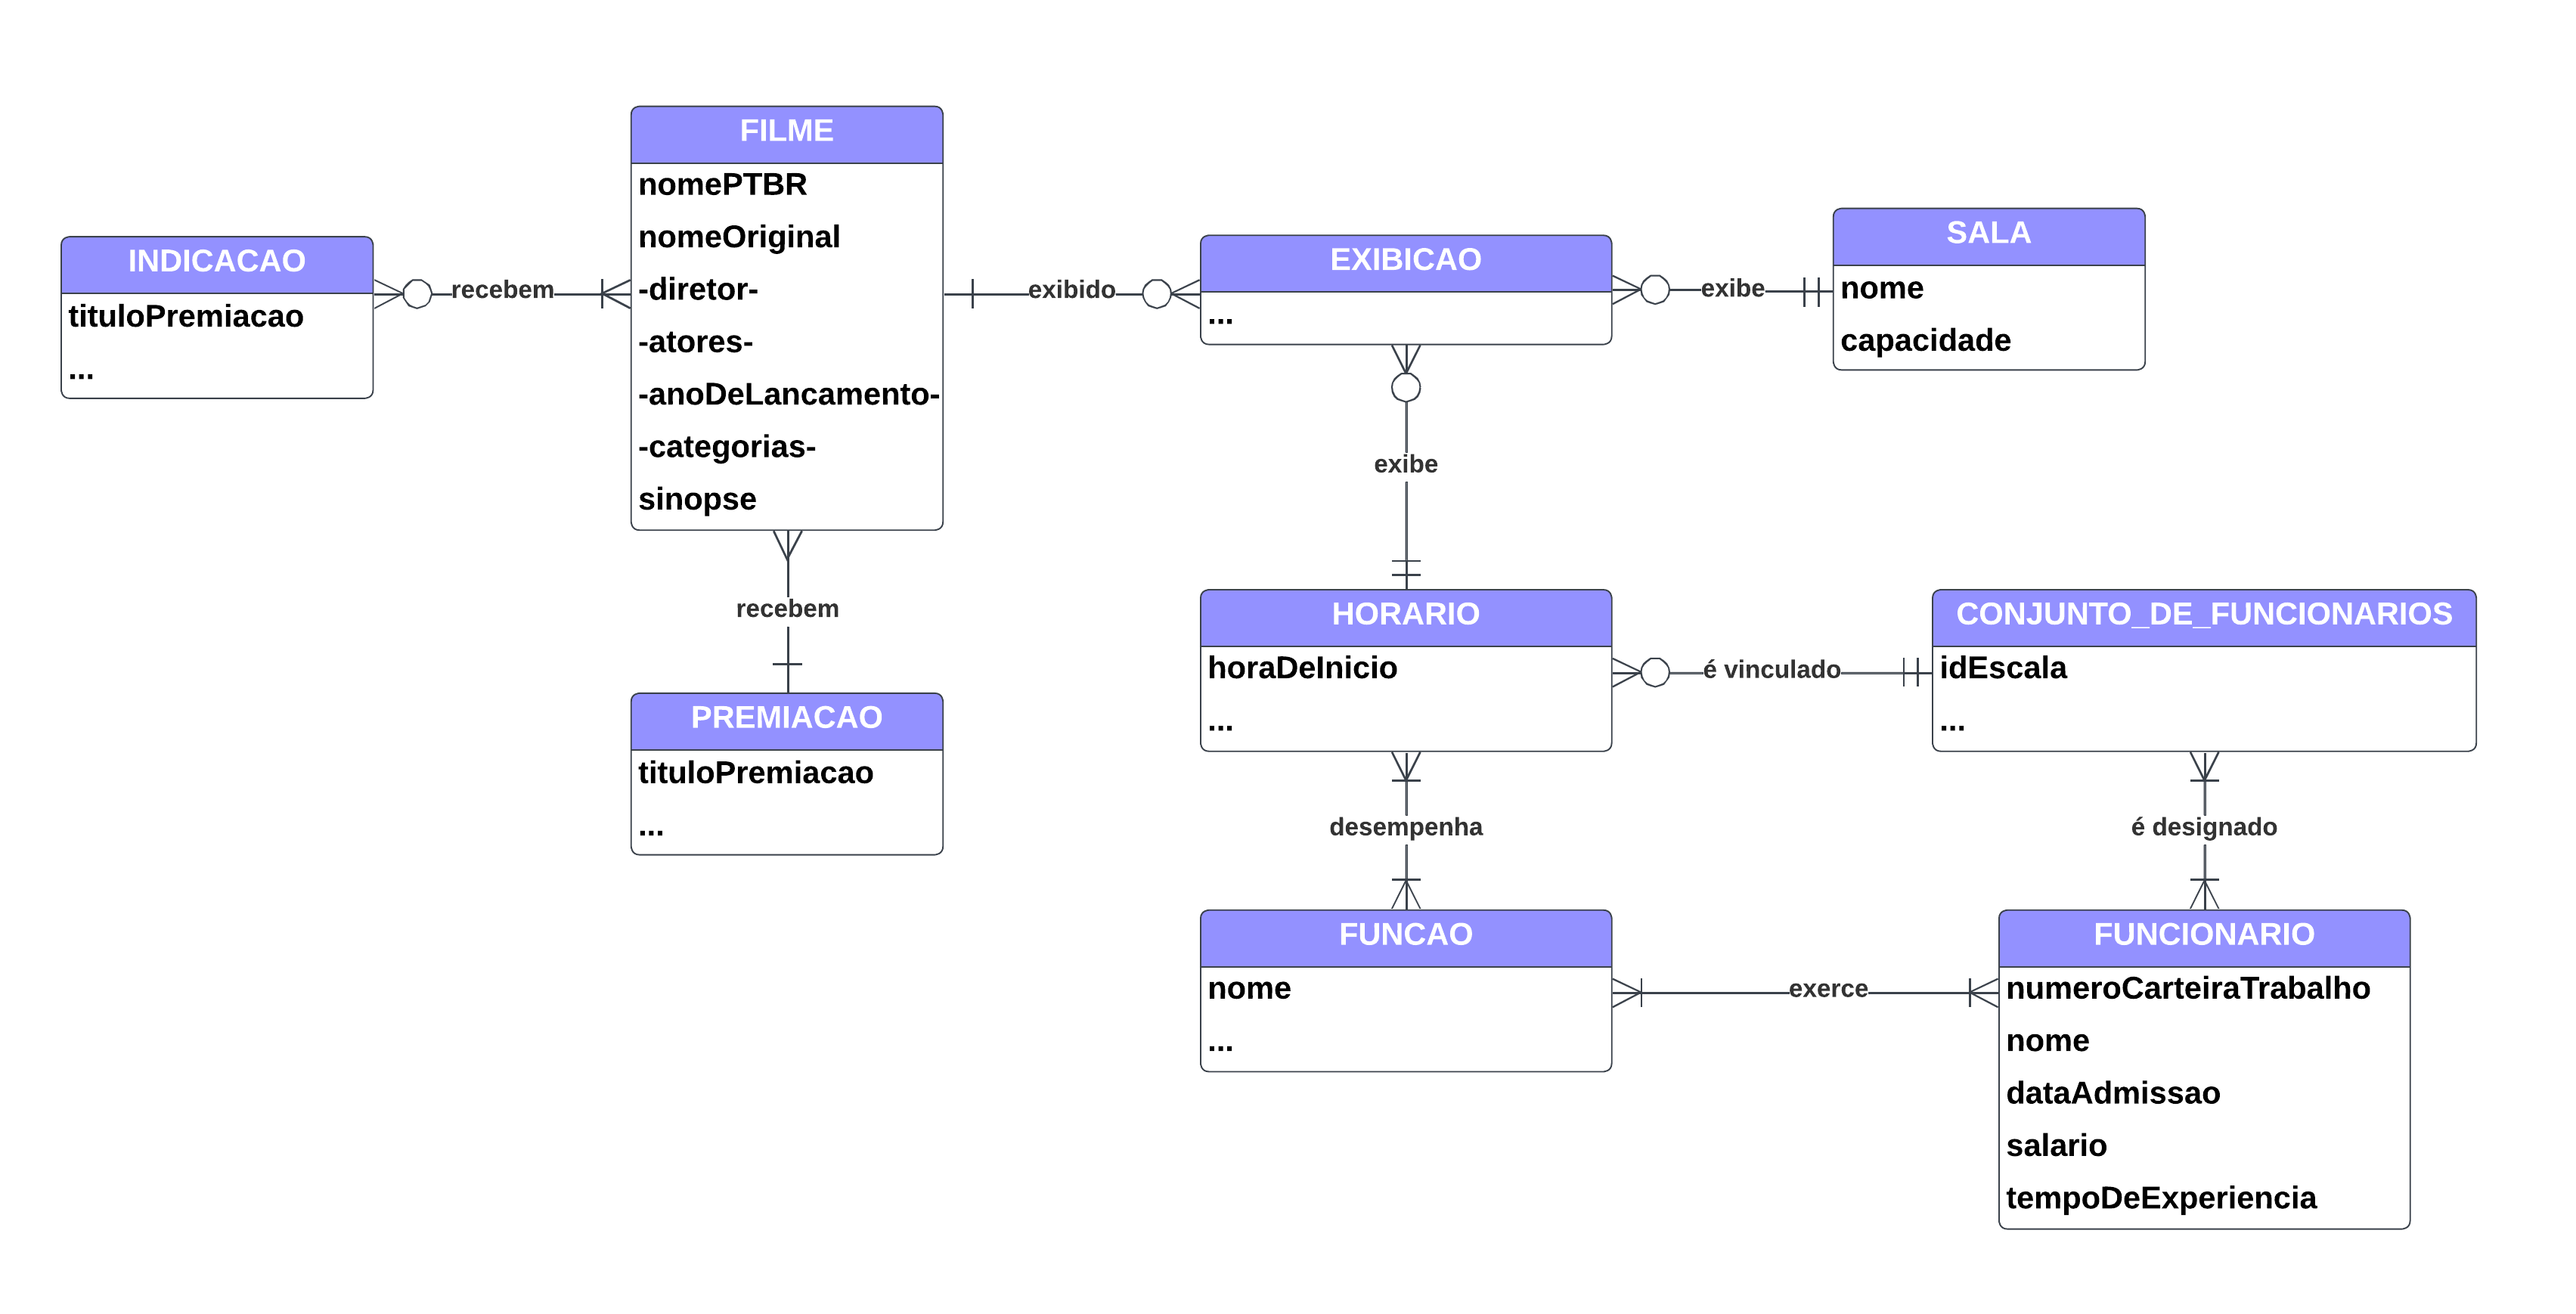 FILME
nomePTBR
nomeOriginal
-diretor-
-atores-
-anoDeLancamento-
-categorias-
sinopse
INDICACAO
tituloPremiacao
...
recebem
exibido
EXIBICAO
...
exibe
SALA
nome
capacidade
exibe
recebem
PREMIACAO
tituloPremiacao
...
HORARIO
horaDeInicio
...
é vinculado
CONJUNTO_DE_FUNCIONARIOS
idEscala
...
desempenha
é designado
FUNCAO
nome
...
exerce
FUNCIONARIO
numeroCarteiraTrabalho
nome
dataAdmissao
salario
tempoDeExperiencia